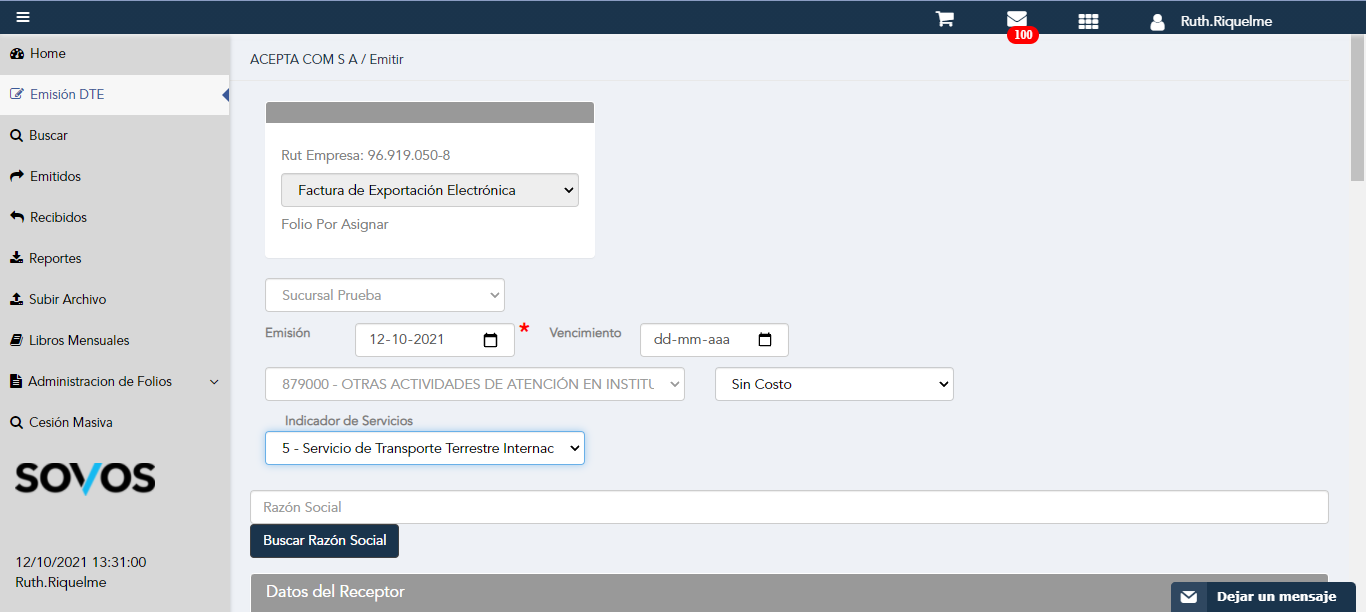 Ruth.Riquelme
100
Home
Emisión DTE
Buscar
Emitidos
Recibidos
Reportes
Subir Archivo
Libros Mensuales
Administracion de Folios
Cesión Masiva
SOVOS
12/10/2021 13:31:00
Ruth.Riquelme
ACEPTA COM S A / Emitir
Rut Empresa: 96.919.050-8
Factura de Exportación Electrónica
Folio Por Asignar
Sucursal Prueba
Emisión 12-10-2021 * Vencimiento dd-mm-aaa
879000 - OTRAS ACTIVIDADES DE ATENCIÓN EN INSTITU Sin Costo
Indicador de Servicios
5 - Servicio de Transporte Terrestre Internac
Razón Social
Buscar Razón Social
Datos del Receptor
Dejar un mensaje